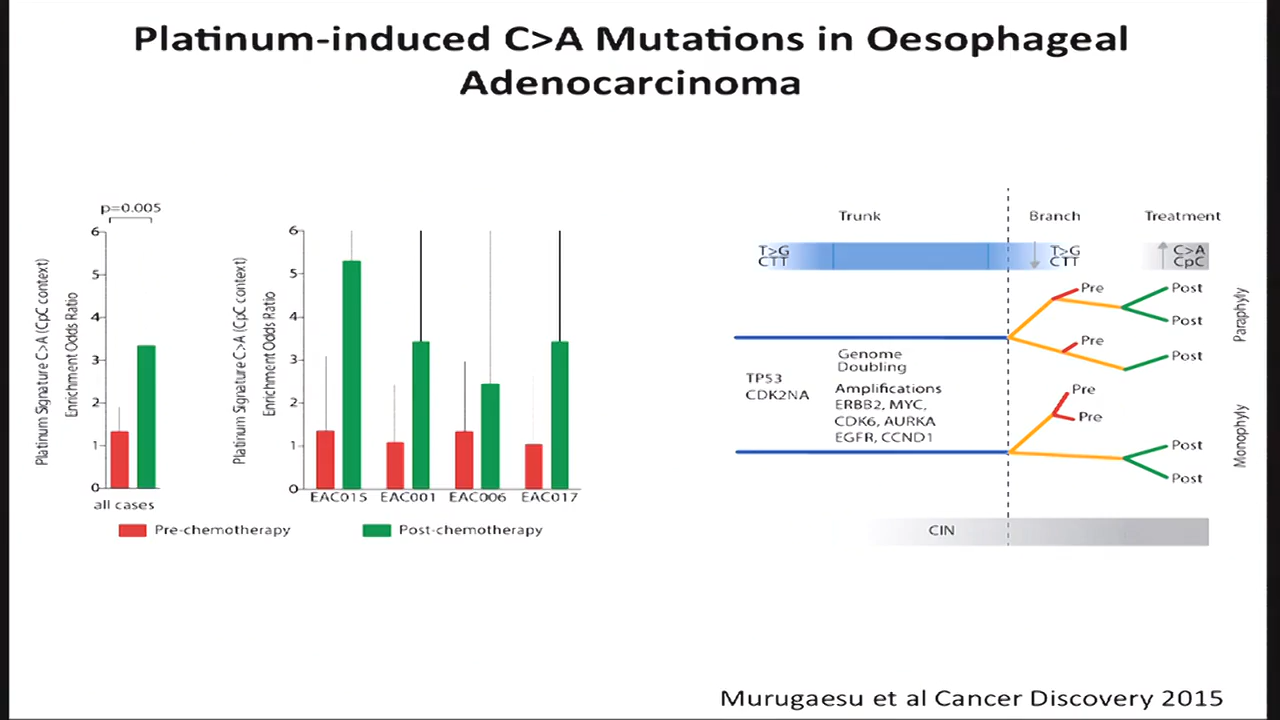 Platinum-induced C>A Mutations in Oesophageal
Adenocarcinoma
p=0.005
Platinum Signature C>A (CpC context)
Enrichment Odds Ratio
6
5
4
3
2
1
0
all cases
Platinum Signature C>A (CpC context)
Enrichment Odds Ratio
6
5
4
3
2
1
0
EAC015 EAC001 EAC006 EAC017
Pre-chemotherapy
Post-chemotherapy
Trunk
Branch
Treatment
T>G
CTT
T>G
CTT
C>A
CpC
Pre
Post
Post
Pre
Post
Paraphyly
TP53
CDK2NA
Genome
Doubling
Amplifications
ERBB2, MYC,
CDK6, AURKA
EGFR, CCND1
Pre
Pre
Post
Post
Monophyly
CIN
Murugaesu et al Cancer Discovery 2015